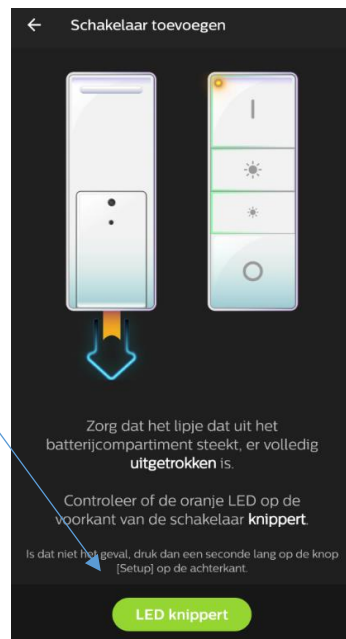 Schakelaar toevoegen
Zorg dat het lipje dat uit het
batterijcompartiment steekt, er volledig
uitgetrokken is.
Controleer of de oranje LED op de
voorkant van de schakelaar knippert.
Is dat niet het geval, druk dan een seconde lang op de knop
[Setup] op de achterkant.
LED knippert